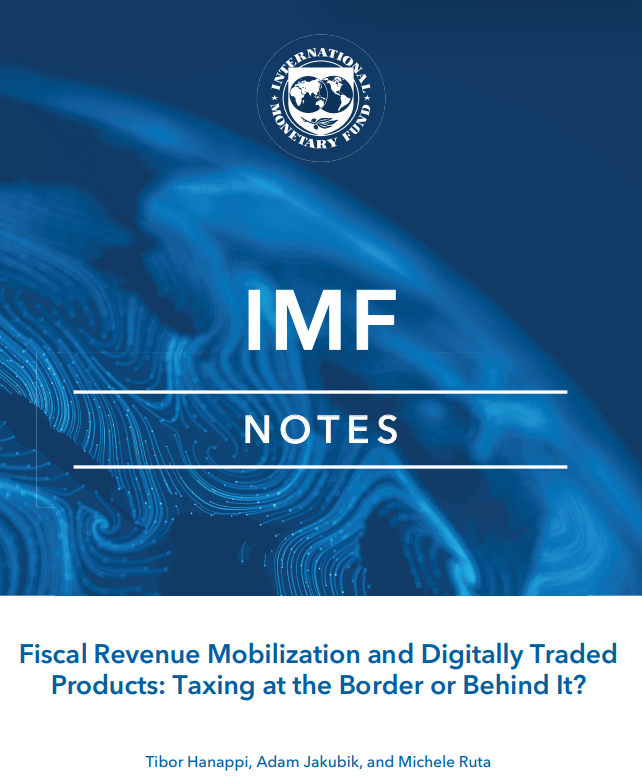 INTERNATIONAL
MONETARY FUND
IMF
NOTES
Fiscal Revenue Mobilization and Digitally Traded
Products: Taxing at the Border or Behind It?
Tibor Hanappi, Adam Jakubik, and Michele Ruta